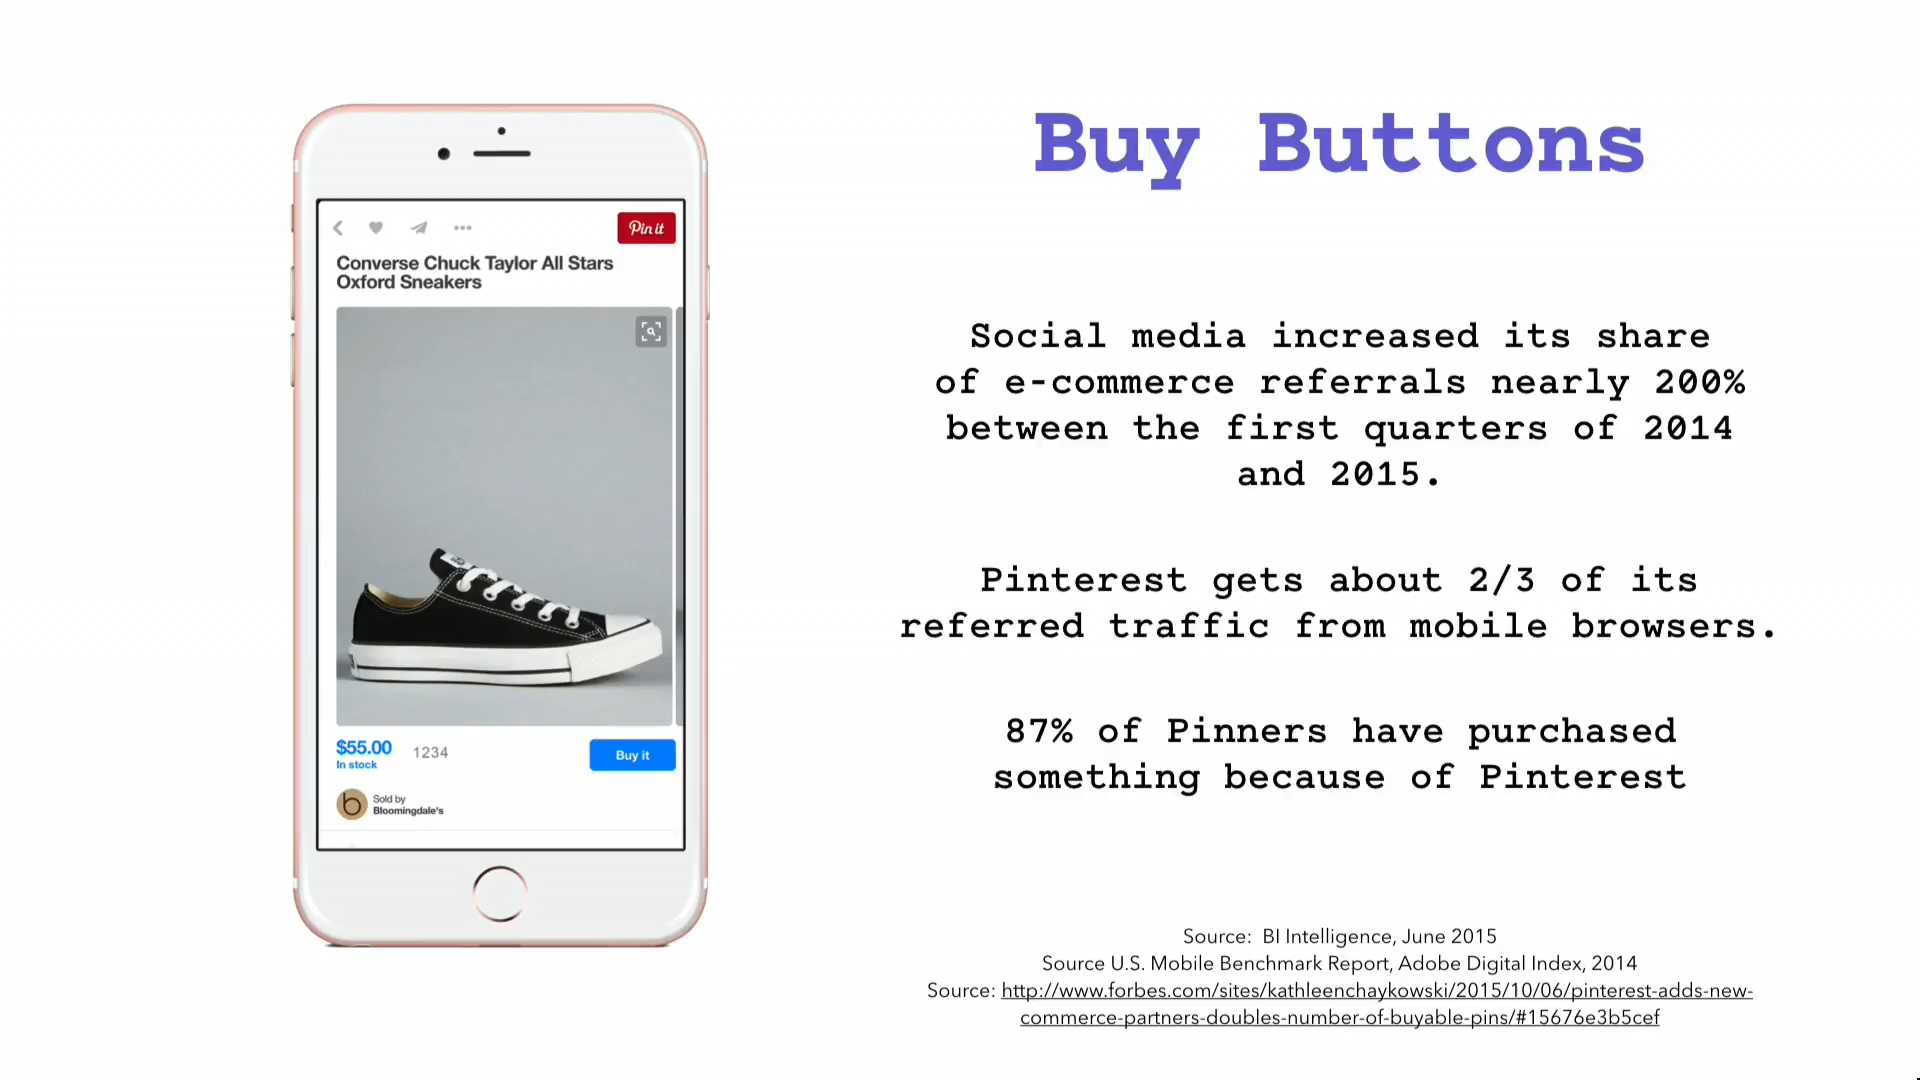 Buy Buttons
Pin it
Converse Chuck Taylor All Stars
Oxford Sneakers
$55.00
In stock
1234
Buy it
b
Sold by
Bloomingdale's
Social media increased its share
of e-commerce referrals nearly 200%
between the first quarters of 2014
and 2015.
Pinterest gets about 2/3 of its
referred traffic from mobile browsers.
87% of Pinners have purchased
something because of Pinterest
Source:  BI Intelligence, June 2015
Source U.S. Mobile Benchmark Report, Adobe Digital Index, 2014
Source: http://www.forbes.com/sites/kathleenchaykowski/2015/10/06/pinterest-adds-new-
commerce-partners-doubles-number-of-buyable-pins/#15676e3b5cef